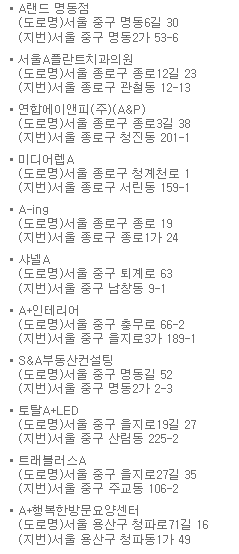 • A랜드 명동점
(도로명)서울 중구 명동6길 30
(지번)서울 중구 명동2가 53-6
• 서울A플란트치과의원
(도로명)서울 종로구 종로12길 23
(지번)서울 종로구 관철동 12-13
• 연합에이앤피(주)(A&P)
(도로명)서울 종로구 종로3길 38
(지번)서울 종로구 청진동 201-1
• 미디어렙A
(도로명)서울 종로구 청계천로 1
(지번)서울 종로구 서린동 159-1
• A-ing
(도로명)서울 종로구 종로 19
(지번)서울 종로구 종로1가 24
• 샤넬A
(도로명)서울 중구 퇴계로 63
(지번)서울 중구 남창동 9-1
• A+인테리어
(도로명)서울 중구 충무로 66-2
(지번)서울 중구 을지로3가 189-1
• S&A부동산컨설팅
(도로명)서울 중구 명동길 52
(지번)서울 중구 명동2가 2-3
• 토탈A+LED
(도로명)서울 중구 을지로19길 27
(지번)서울 중구 산림동 225-2
• 트래블러스A
(도로명)서울 중구 을지로27길 35
(지번)서울 중구 주교동 106-2
• A+행복한방문요양센터
(도로명)서울 용산구 청파로71길 16
(지번)서울 용산구 청파동1가 49